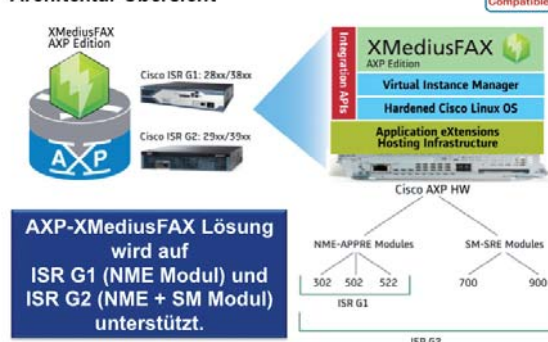 Architektur Übersicht
Compatible
XMediusFAX
AXP Edition
AXP
Cisco ISR G1: 28xx/38xx
Cisco ISR G2: 29xx/39xx
Integration APIs
XMediusFAX
AXP Edition
Virtual Instance Manager
Hardened Cisco Linux OS
Application eXtensions
Hosting Infrastructure
Cisco AXP HW
NME-APPRE Modules
SM-SRE Modules
302 502 522
700 900
ISR G1
ISR G2
AXP-XMediusFAX Lösung
wird auf
ISR G1 (NME Modul) und
ISR G2 (NME + SM Modul)
unterstützt.